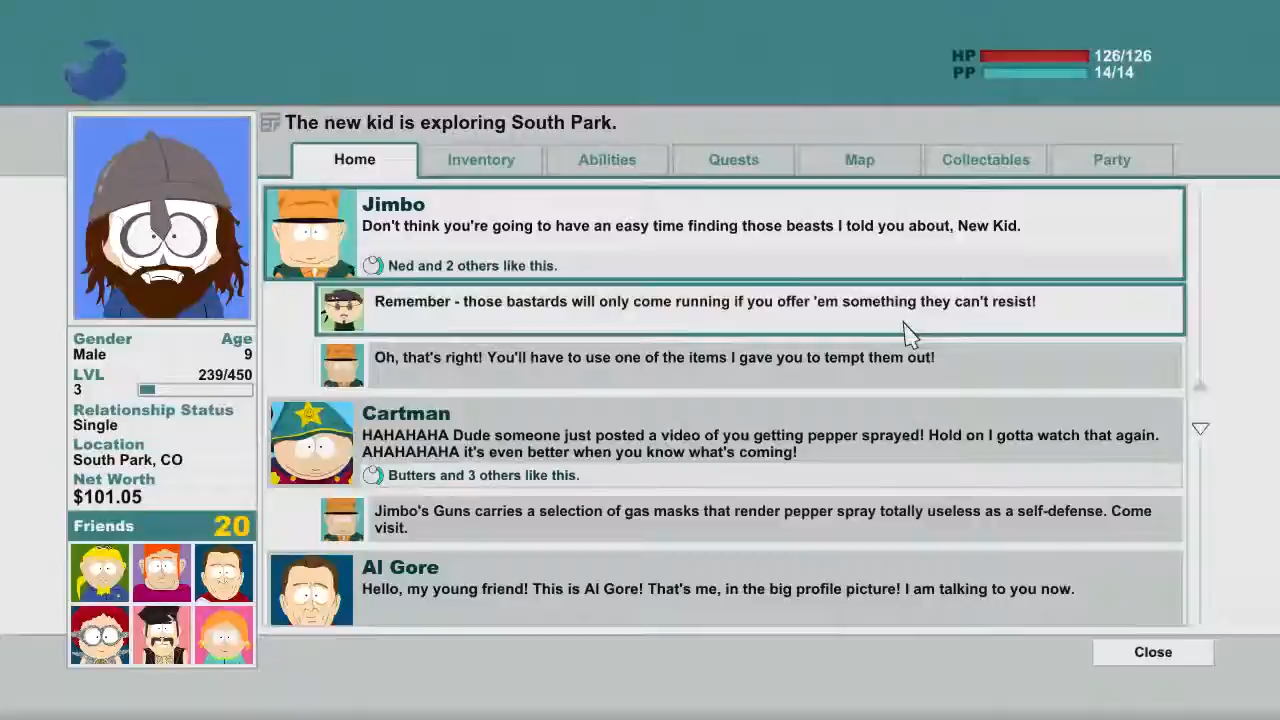 HP 126/126
PP 14/14
The new kid is exploring South Park.
Home Inventory Abilities Quests Map Collectables Party
Jimbo
Don't think you're going to have an easy time finding those beasts I told you about, New Kid.
Ned and 2 others like this.
Remember - those bastards will only come running if you offer 'em something they can't resist!
Oh, that's right! You'll have to use one of the items I gave you to tempt them out!
Cartman
HAHAHAHA Dude someone just posted a video of you getting pepper sprayed! Hold on I gotta watch that again.
AHAHAHAHA it's even better when you know what's coming!
Butters and 3 others like this.
Jimbo's Guns carries a selection of gas masks that render pepper spray totally useless as a self-defense. Come
visit.
Al Gore
Hello, my young friend! This is Al Gore! That's me, in the big profile picture! I am talking to you now.
Gender Age
Male 9
LVL 239/450
3
Relationship Status
Single
Location
South Park, CO
Net Worth
$101.05
Friends 20
Close